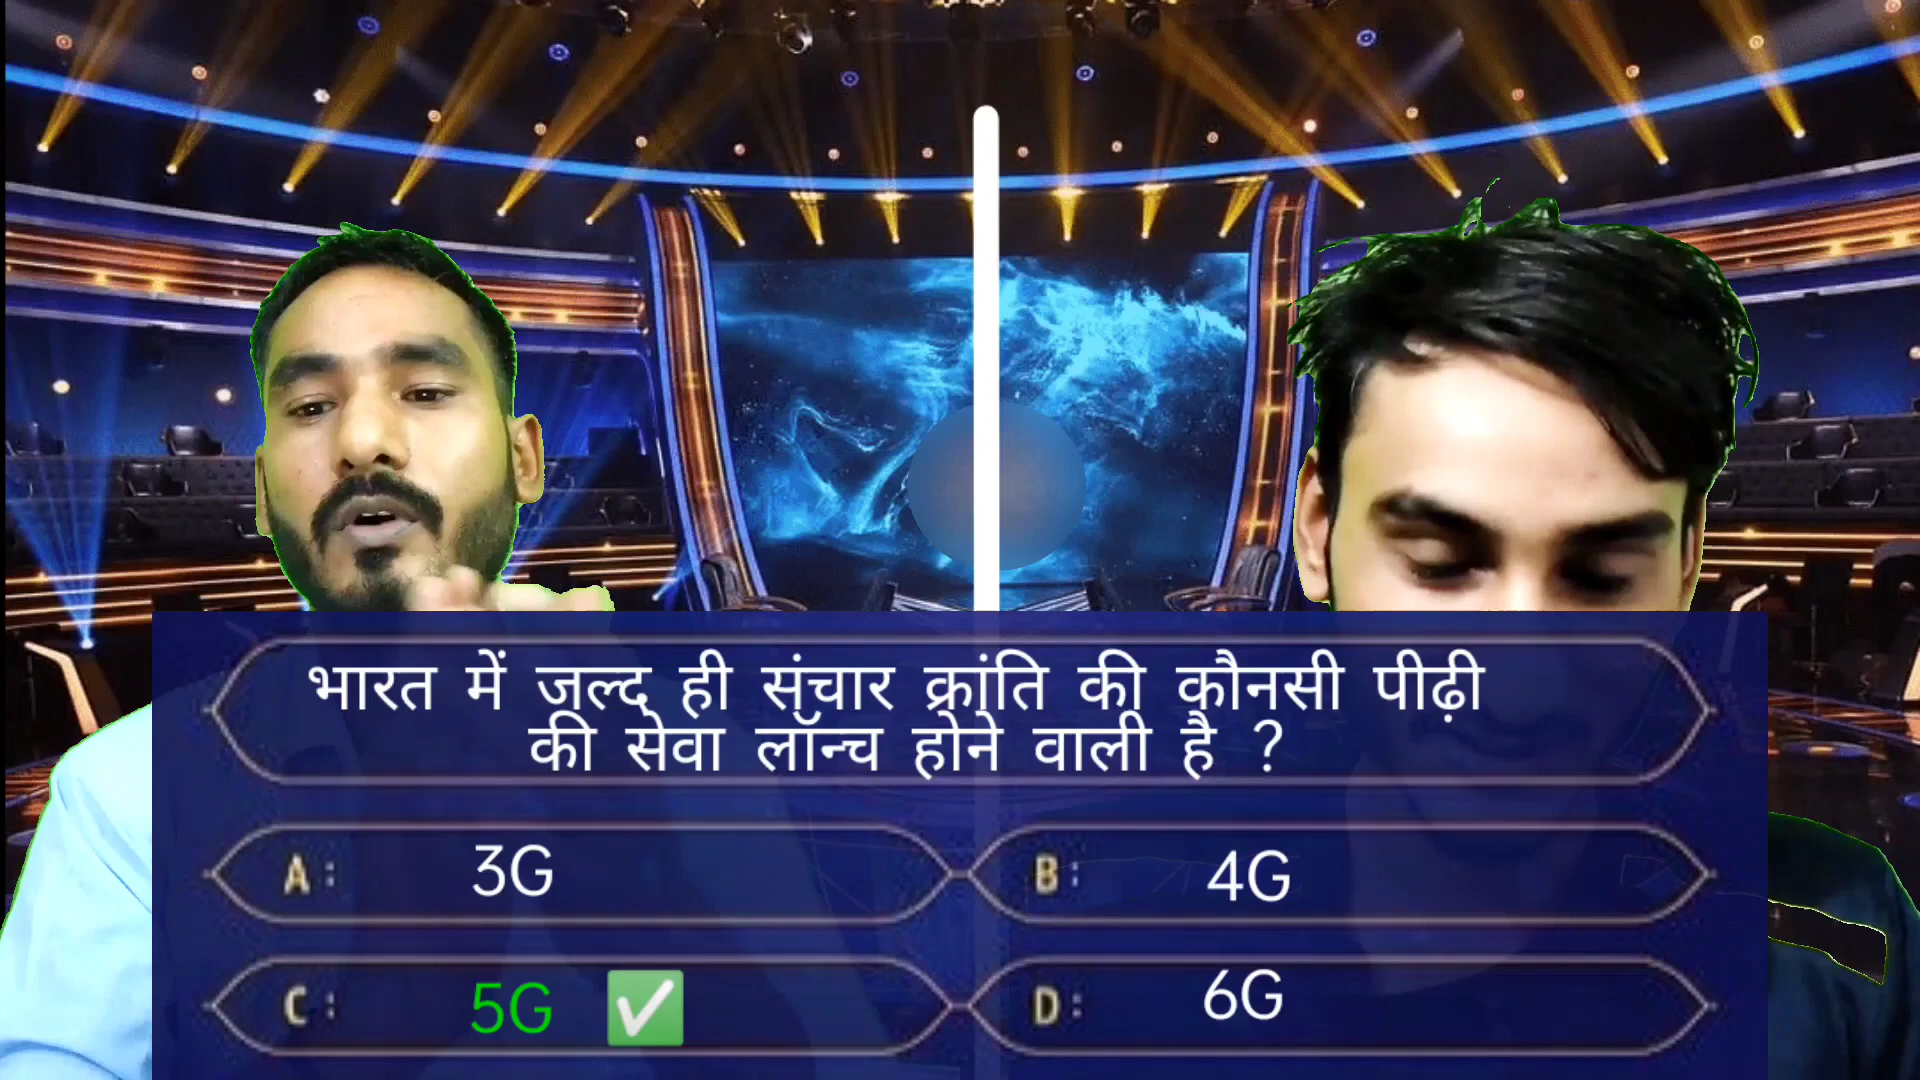 भारत में जल्द ही संचार क्रांति की कौनसी पीढ़ी
की सेवा लॉन्च होने वाली है ?
A : 3G
B : 4G
C : 5G ✅
D : 6G